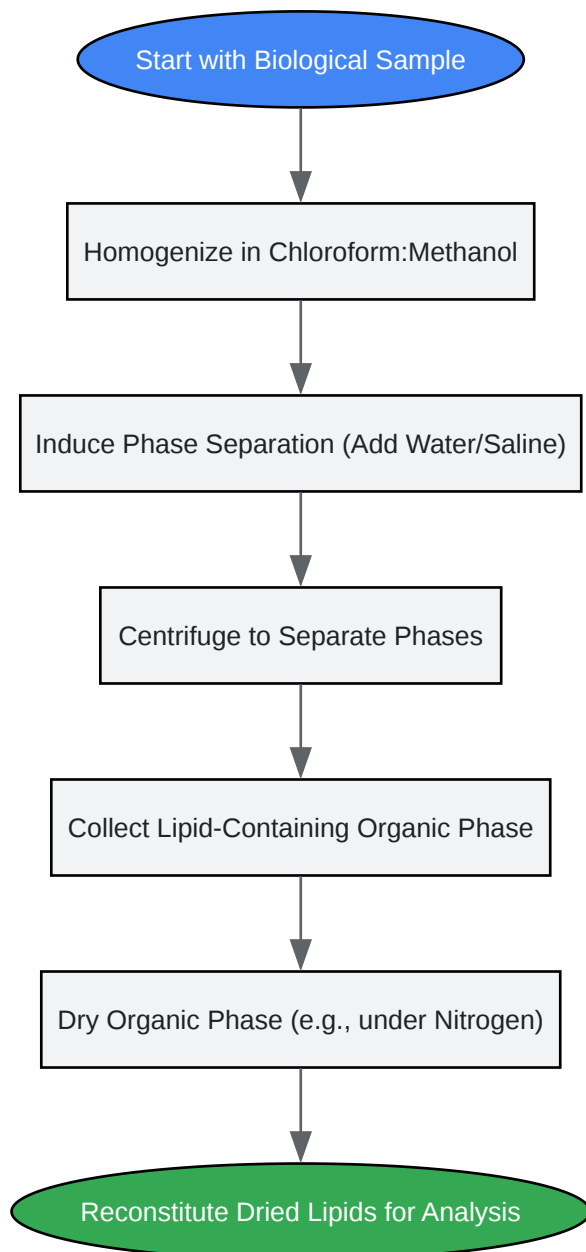 Start with Biological Sample
Homogenize in Chloroform:Methanol
Induce Phase Separation (Add Water/Saline)
Centrifuge to Separate Phases
Collect Lipid-Containing Organic Phase
Dry Organic Phase (e.g., under Nitrogen)
Reconstitute Dried Lipids for Analysis